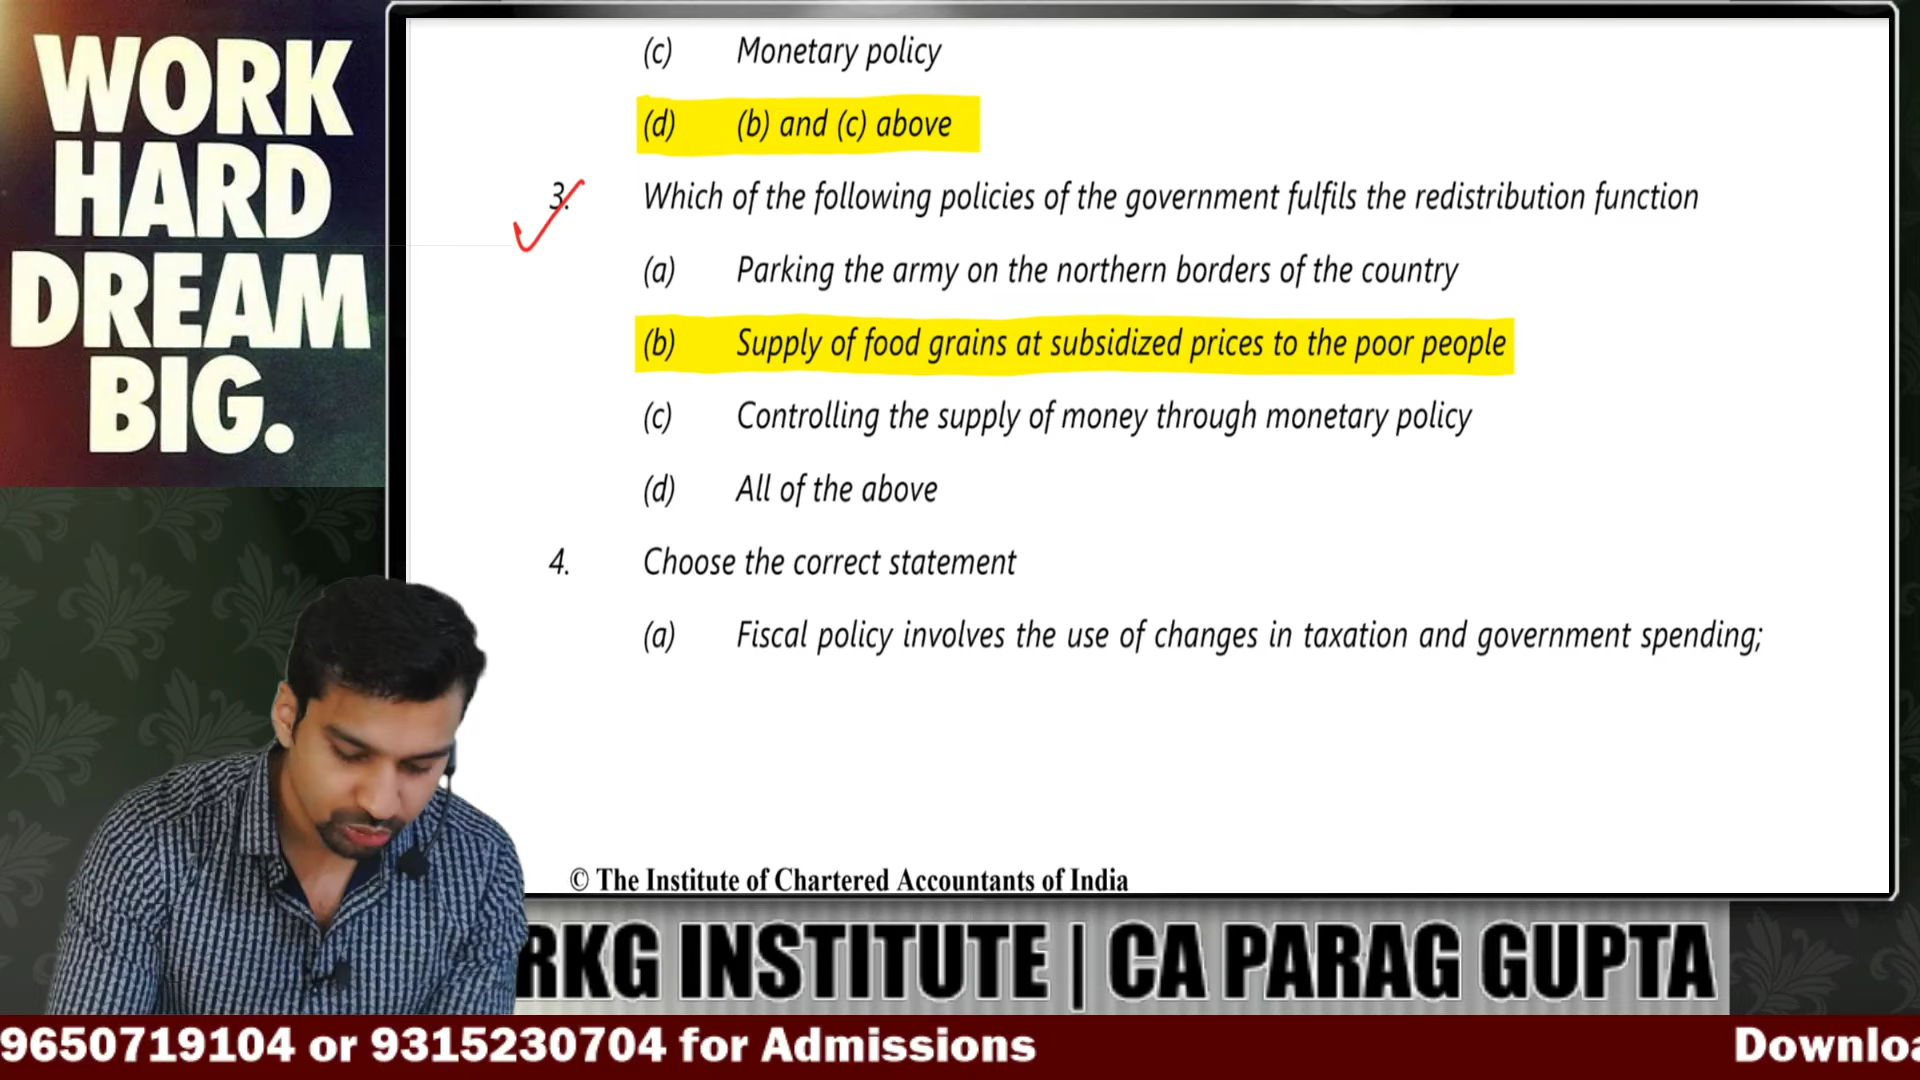 WORK
HARD
DREAM
BIG.
(c) Monetary policy
(d) (b) and (c) above
3. Which of the following policies of the government fulfils the redistribution function
(a) Parking the army on the northern borders of the country
(b) Supply of food grains at subsidized prices to the poor people
(c) Controlling the supply of money through monetary policy
(d) All of the above
4. Choose the correct statement
(a) Fiscal policy involves the use of changes in taxation and government spending;
© The Institute of Chartered Accountants of India
RKG INSTITUTE | CA PARAG GUPTA
9650719104 or 9315230704 for Admissions